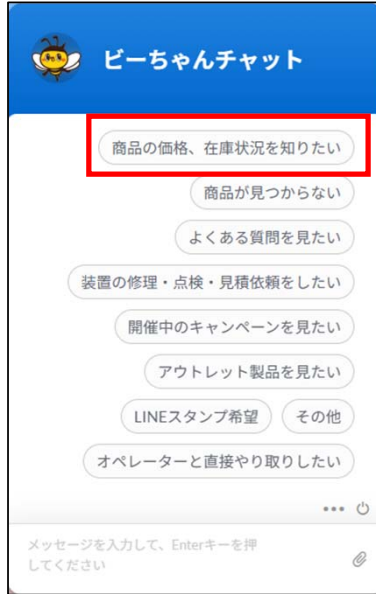 ビーちゃんチャット
商品の価格、在庫状況を知りたい
商品が見つからない
よくある質問を見たい
装置の修理・点検・見積依頼をしたい
開催中のキャンペーンを見たい
アウトレット製品を見たい
LINEスタンプ希望 その他
オペレーターと直接やり取りしたい
メッセージを入力して、Enterキーを押
してください